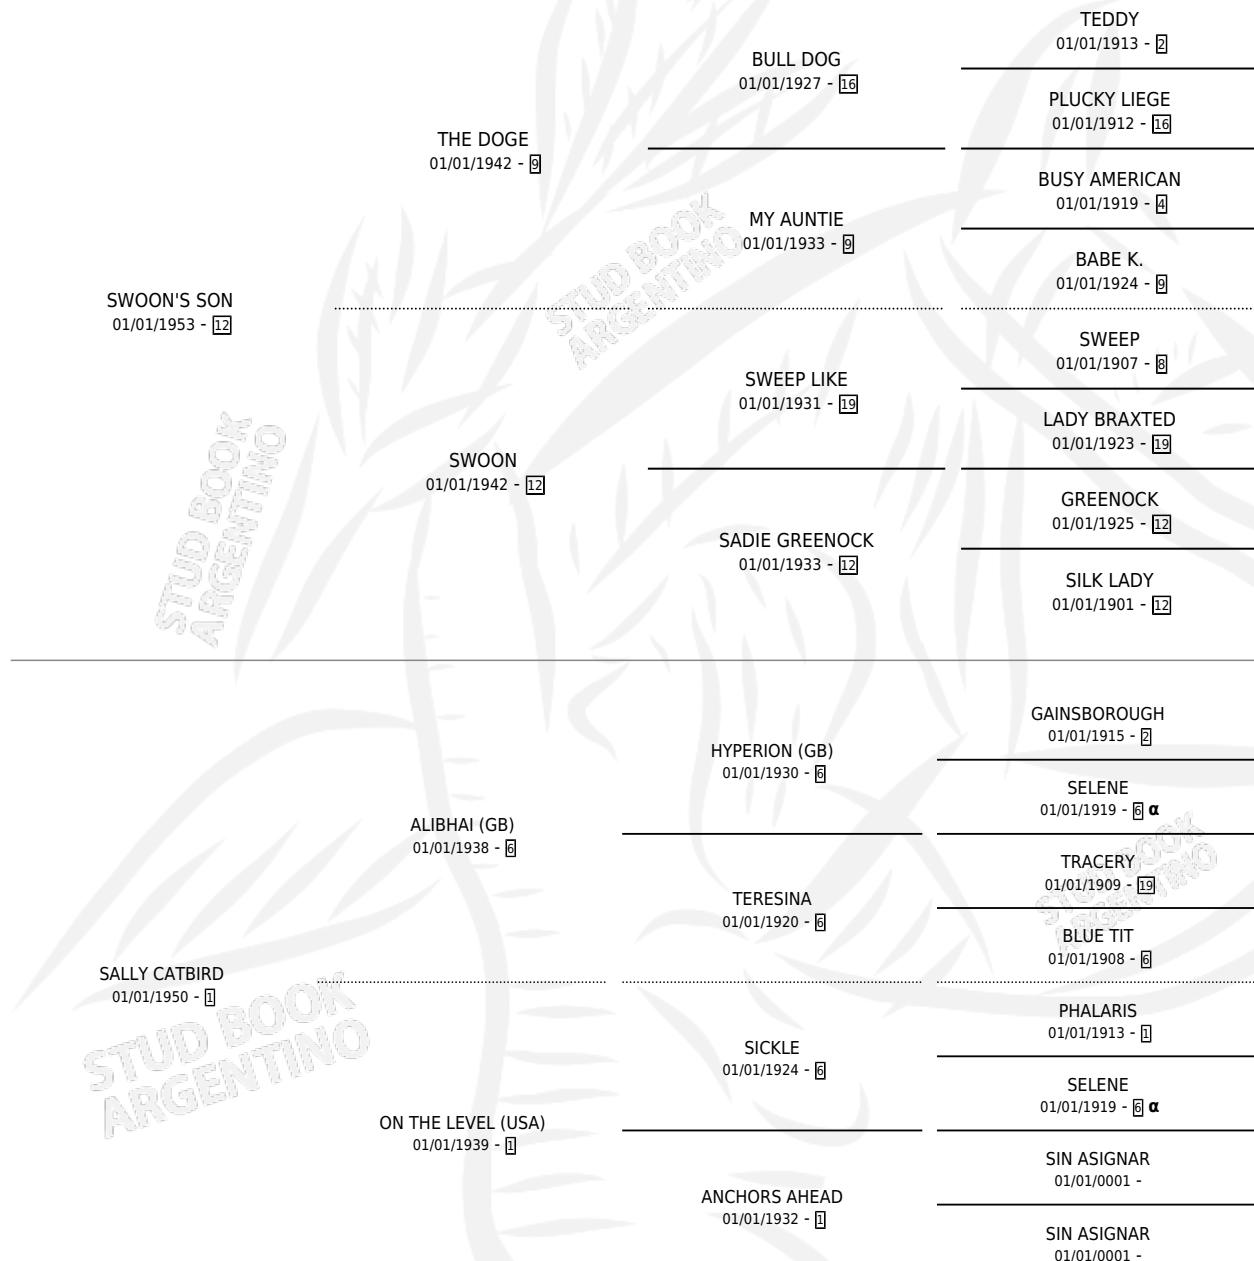 TEDDY
01/01/1913 - 2
BULL DOG
01/01/1927 - 16
PLUCKY LIEGE
01/01/1912 - 16
THE DOGE
01/01/1942 - 9
BUSY AMERICAN
01/01/1919 - 4
MY AUNTIE
01/01/1933 - 9
BABE K.
01/01/1924 - 9
SWOON'S SON
01/01/1953 - 12
SWEEP
01/01/1907 - 8
SWEEP LIKE
01/01/1931 - 19
LADY BRAXTED
01/01/1923 - 19
SWOON
01/01/1942 - 12
GREENOCK
01/01/1925 - 12
SADIE GREENOCK
01/01/1933 - 12
SILK LADY
01/01/1901 - 12
GAINSBOROUGH
01/01/1915 - 2
HYPERION (GB)
01/01/1930 - 6
SELENE
01/01/1919 - 6 α
ALIBHAI (GB)
01/01/1938 - 6
TRACERY
01/01/1909 - 19
TERESINA
01/01/1920 - 6
BLUE TIT
01/01/1908 - 6
SALLY CATBIRD
01/01/1950 - 1
PHALARIS
01/01/1913 - 1
SICKLE
01/01/1924 - 6
SELENE
01/01/1919 - 6 α
ON THE LEVEL (USA)
01/01/1939 - 1
SIN ASIGNAR
01/01/0001 -
ANCHORS AHEAD
01/01/1932 - 1
SIN ASIGNAR
01/01/0001 -
STUD BOOK
ARGENTINO
STUD BOOK
ARGENTINO
STUD BOOK
ARGENTINO
STUD BOOK
ARGENTINO